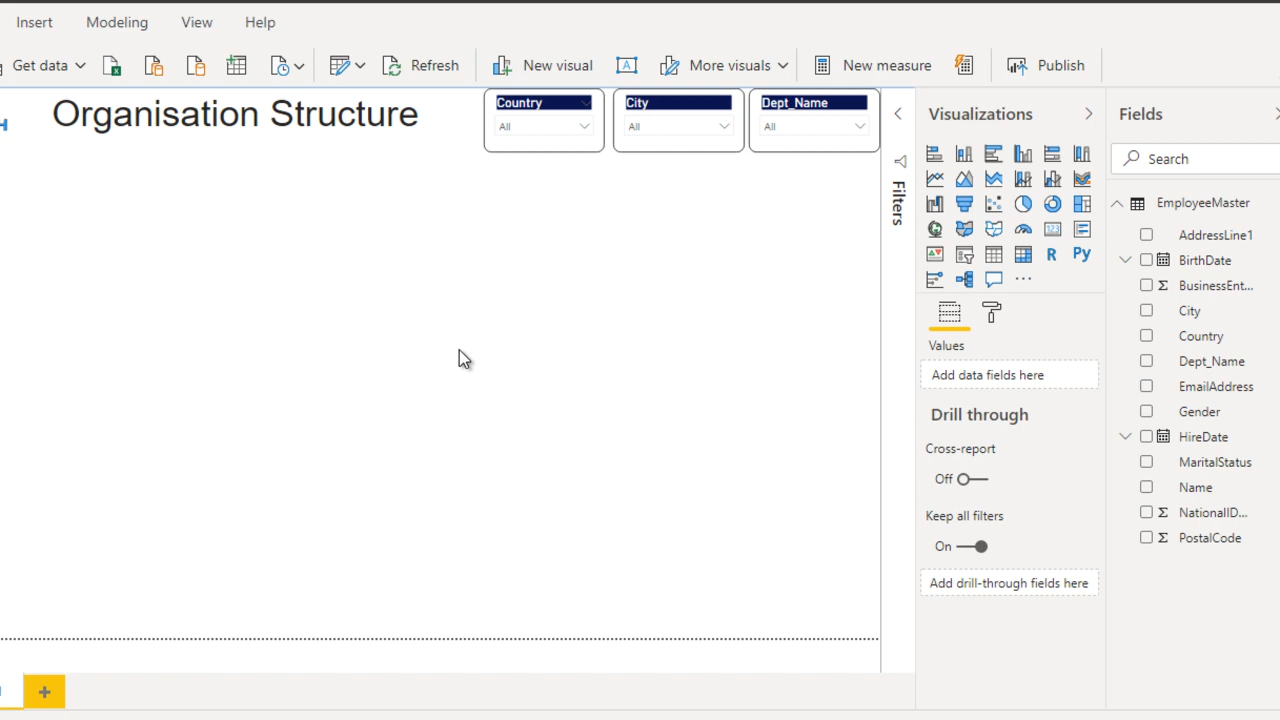 Insert Modeling View Help
Get data Refresh New visual More visuals New measure Publish
Organisation Structure
Country City Dept_Name
All All All
Filters
Visualizations
R Py
Values
Add data fields here
Drill through
Cross-report
Off
Keep all filters
On
Add drill-through fields here
Fields
Search
EmployeeMaster
AddressLine1
BirthDate
BusinessEnt...
City
Country
Dept_Name
EmailAddress
Gender
HireDate
MaritalStatus
Name
NationalID...
PostalCode